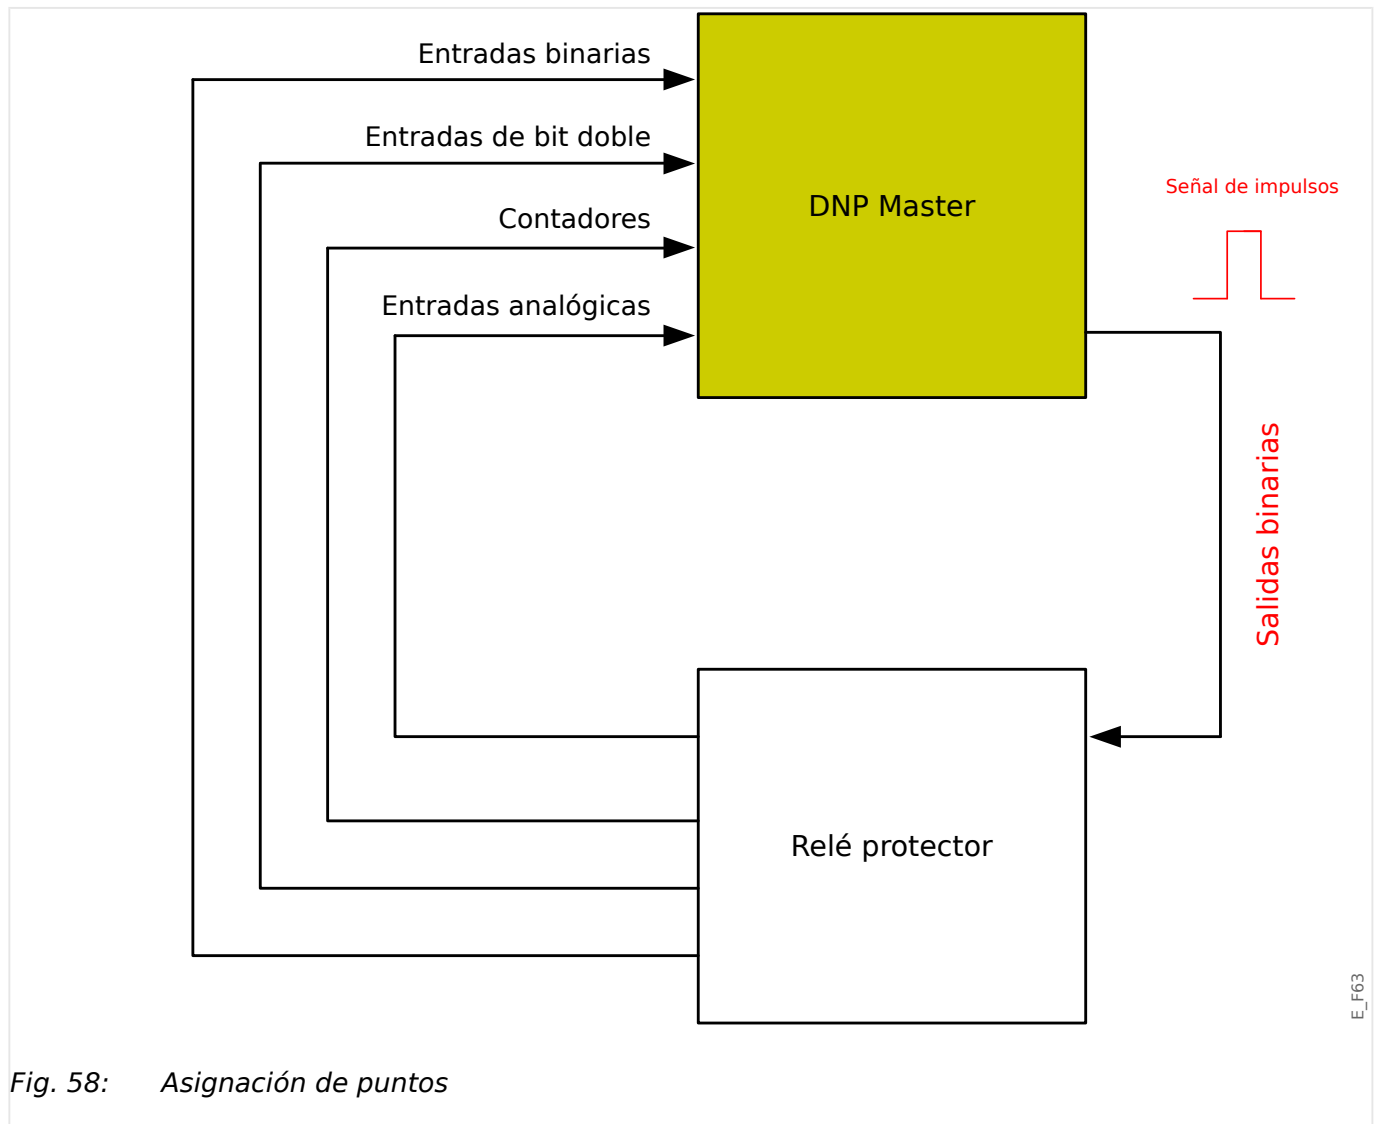 Entradas binarias
Entradas de bit doble
Contadores
Entradas analógicas
DNP Master
Señal de impulsos
Salidas binarias
Relé protector
E_F63
Fig. 58: Asignación de puntos